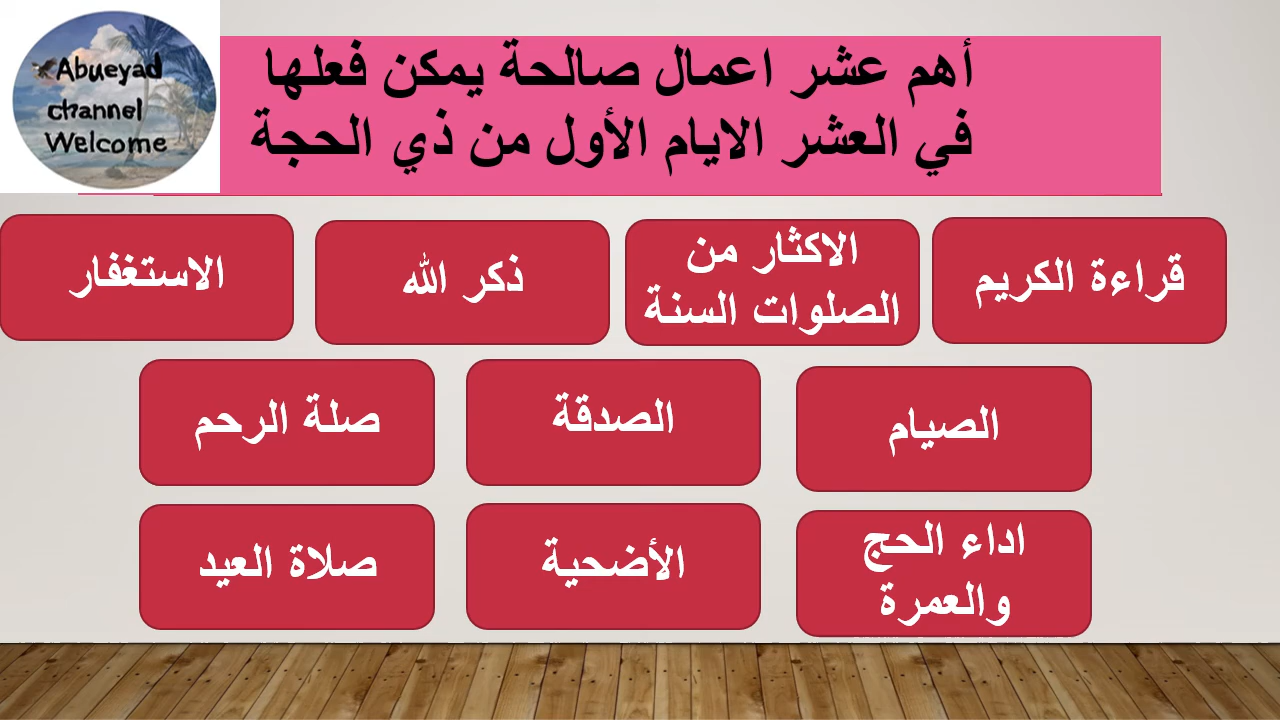 Abueyad
channel
Welcome
أهم عشر اعمال صالحة يمكن فعلها
في العشر الايام الأول من ذي الحجة
قراءة الكريم
الاكثار من
الصلوات السنة
ذكر الله
الاستغفار
الصيام
الصدقة
صلة الرحم
اداء الحج
والعمرة
الأضحية
صلاة العيد